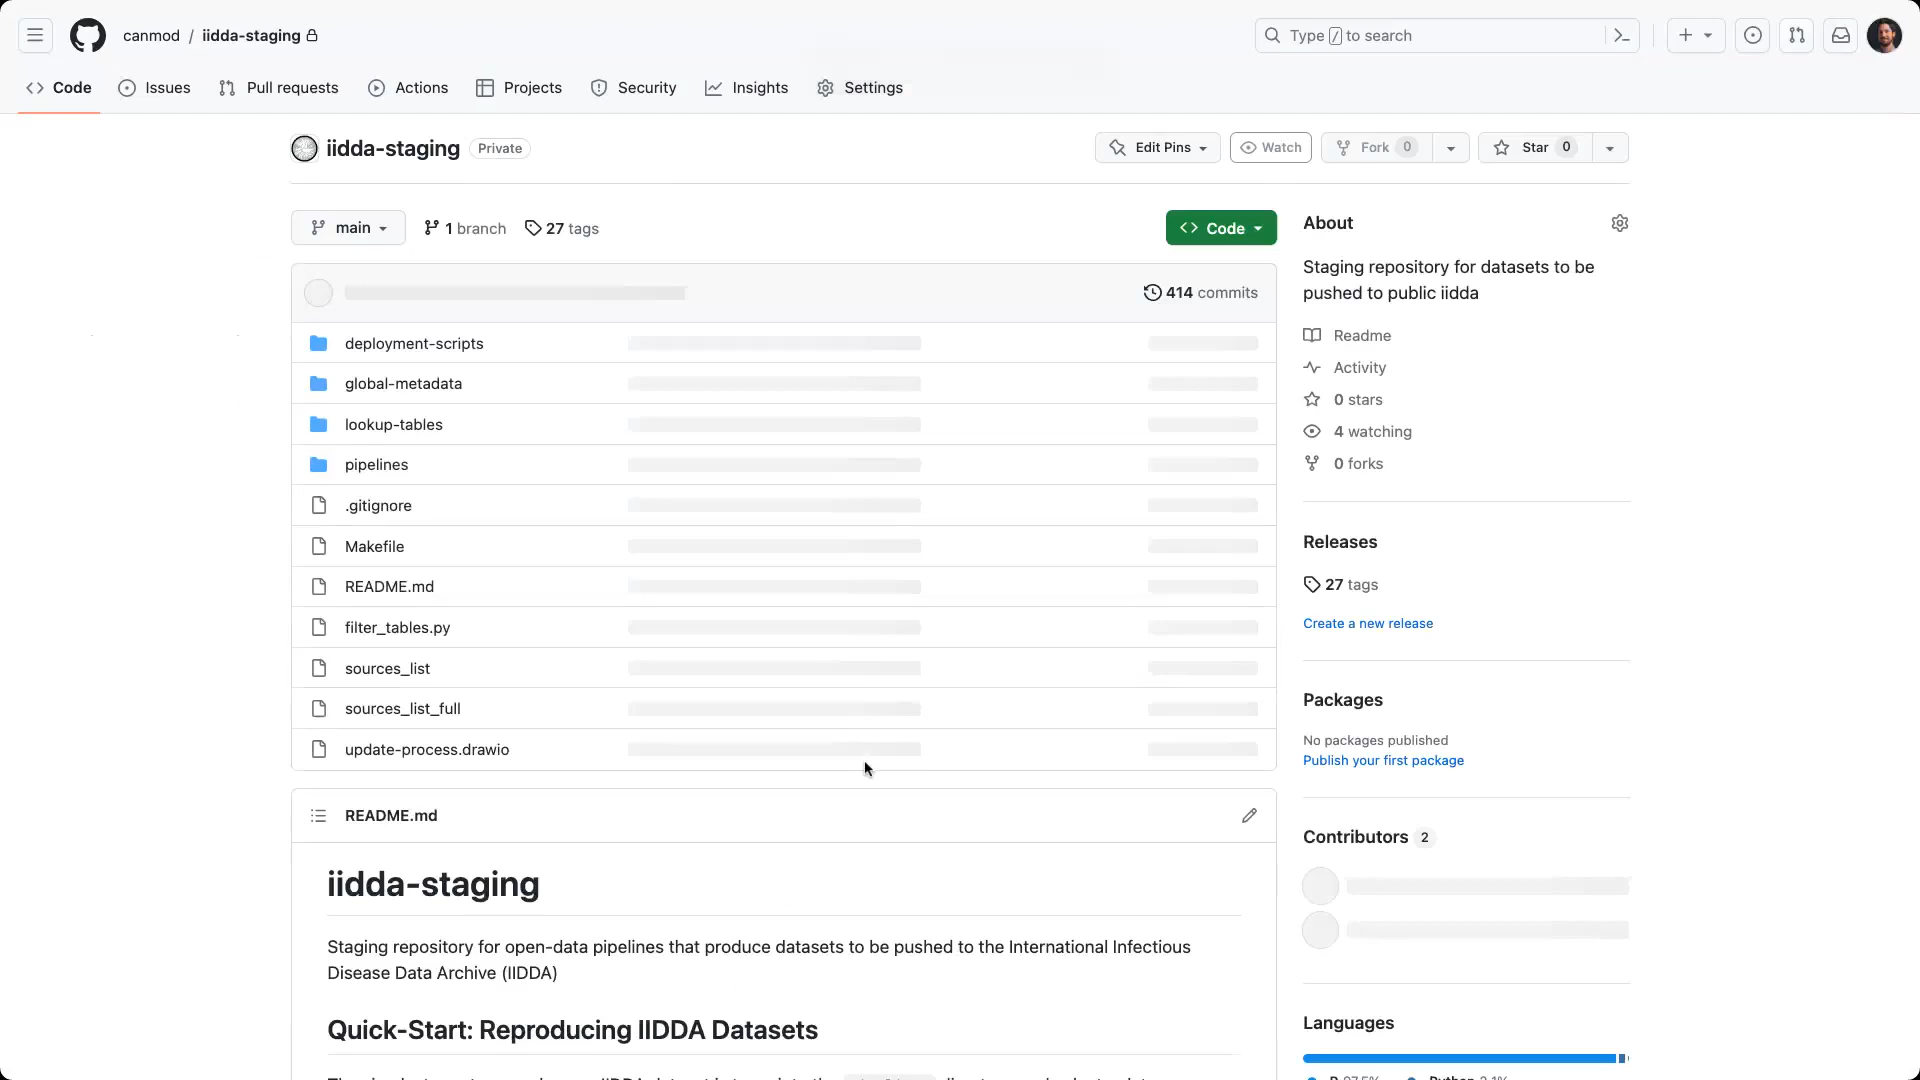 canmod / iidda-staging
Type / to search
Code Issues Pull requests Actions Projects Security Insights Settings
iidda-staging Private
Edit Pins Watch Fork 0 Star 0
main 1 branch 27 tags Code
414 commits
deployment-scripts
global-metadata
lookup-tables
pipelines
.gitignore
Makefile
README.md
filter_tables.py
sources_list
sources_list_full
update-process.drawio
README.md
iidda-staging
Staging repository for open-data pipelines that produce datasets to be pushed to the International Infectious
Disease Data Archive (IIDDA)
Quick-Start: Reproducing IIDDA Datasets
About
Staging repository for datasets to be
pushed to public iidda
Readme
Activity
0 stars
4 watching
0 forks
Releases
27 tags
Create a new release
Packages
No packages published
Publish your first package
Contributors 2
Languages